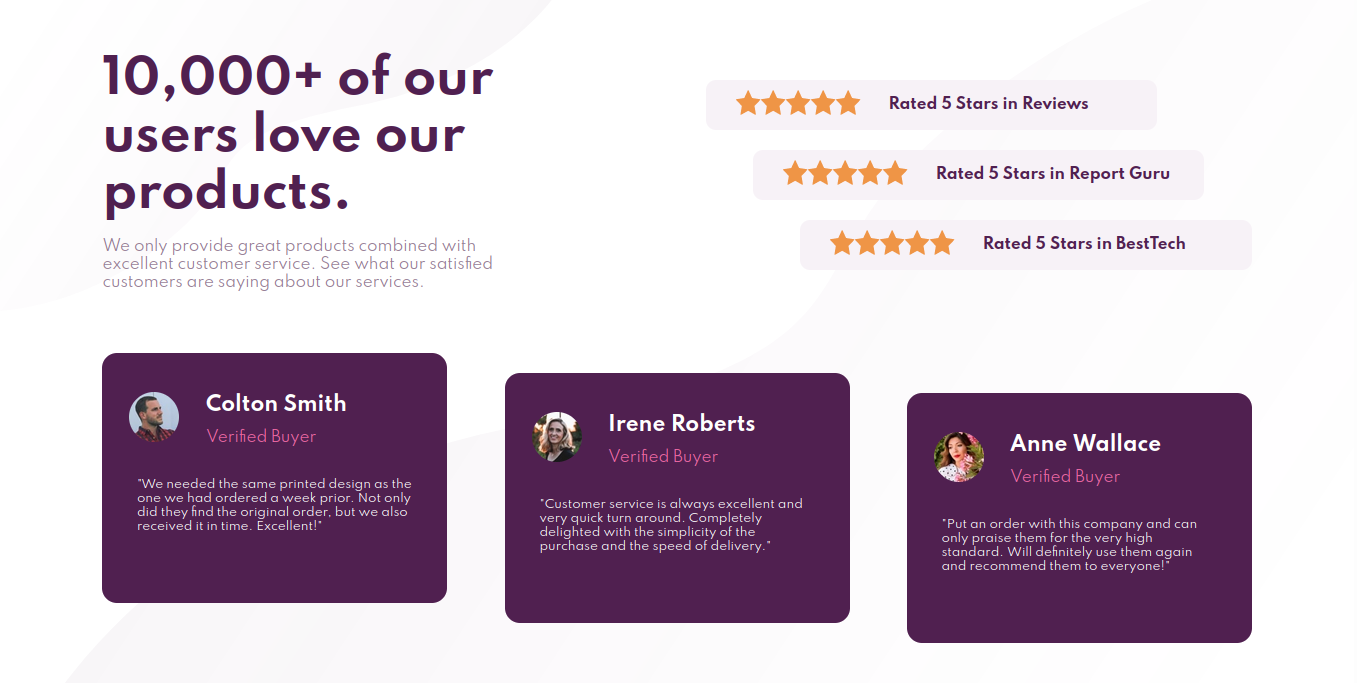 10,000+ of our
users love our
products.
We only provide great products combined with
excellent customer service. See what our satisfied
customers are saying about our services.
Rated 5 Stars in Reviews
Rated 5 Stars in Report Guru
Rated 5 Stars in BestTech
Colton Smith
Verified Buyer
"We needed the same printed design as the
one we had ordered a week prior. Not only
did they find the original order, but we also
received it in time. Excellent!"
Irene Roberts
Verified Buyer
"Customer service is always excellent and
very quick turn around. Completely
delighted with the simplicity of the
purchase and the speed of delivery."
Anne Wallace
Verified Buyer
"Put an order with this company and can
only praise them for the very high
standard. Will definitely use them again
and recommend them to everyone!"